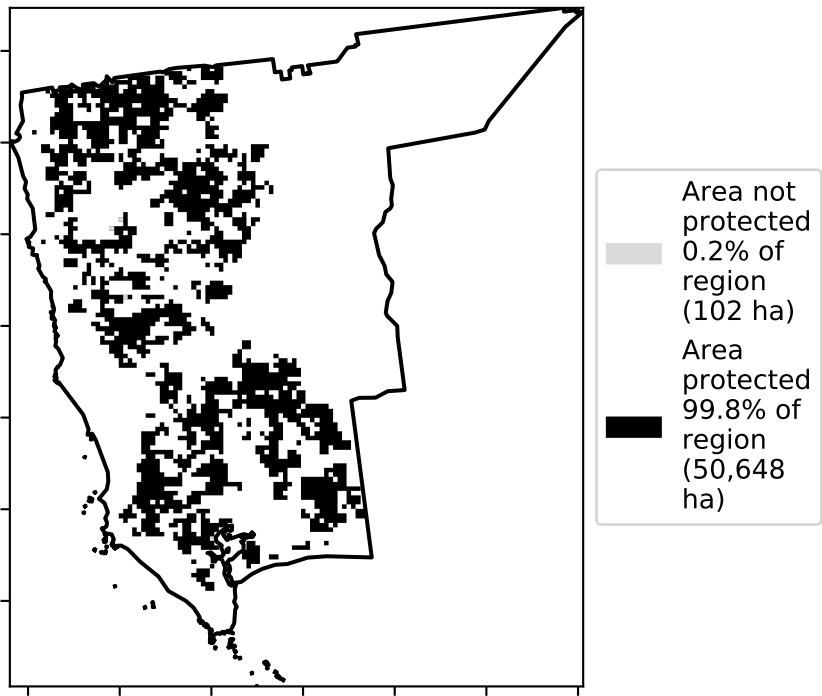 Area not
protected
0.2% of
region
(102 ha)
Area
protected
99.8% of
region
(50,648
ha)